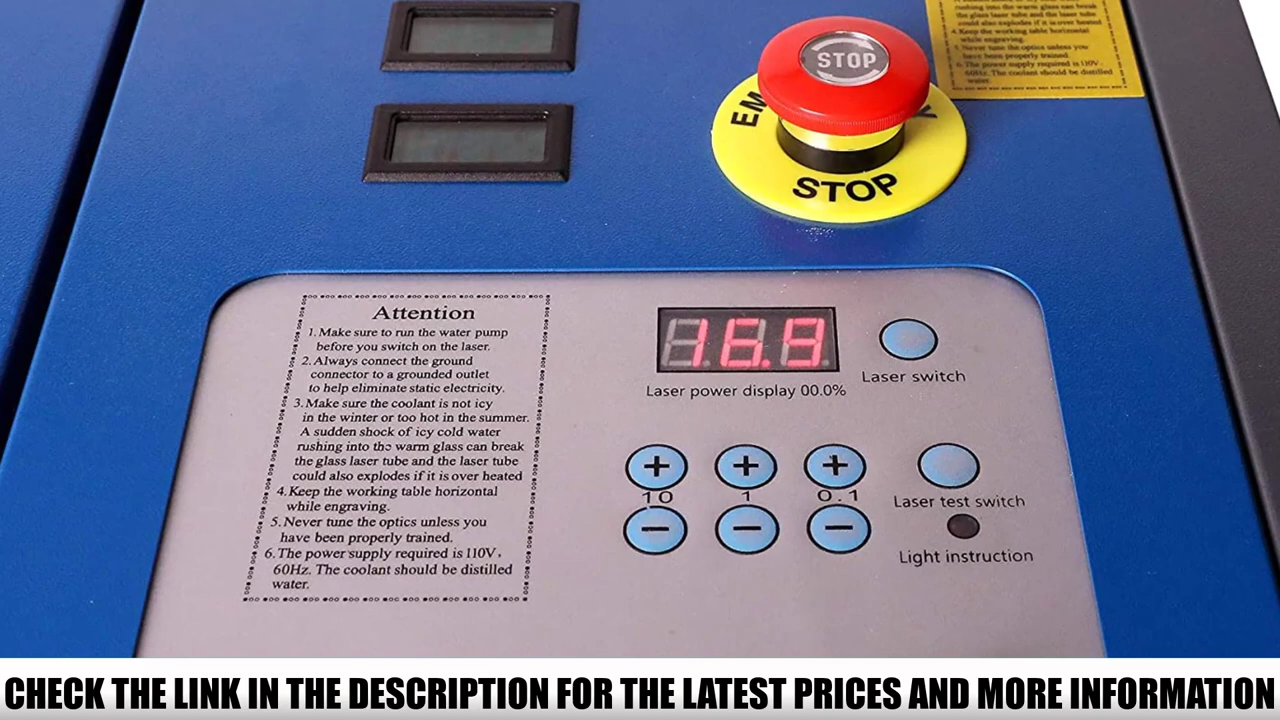 rushing into the warm glass can break
the glass laser tube and the laser tube
could also explodes if it is over heated
4. Keep the working table horizontal
while engraving.
5. Never tune the optics unless you
have been properly trained.
6. The power supply required is 110V,
60Hz. The coolant should be distilled
water.
STOP
EM Y
STOP
Attention
1. Make sure to run the water pump
before you switch on the laser.
2. Always connect the ground
connector to a grounded outlet
to help eliminate static electricity.
3. Make sure the coolant is not icy
in the winter or too hot in the summer.
A sudden shock of icy cold water
rushing into the warm glass can break
the glass laser tube and the laser tube
could also explodes if it is over heated
4. Keep the working table horizontal
while engraving.
5. Never tune the optics unless you
have been properly trained.
6. The power supply required is 110V,
60Hz. The coolant should be distilled
water.
16.9
Laser power display 00.0%
Laser switch
+ + +
10 1 0.1
− − −
Laser test switch
Light instruction
CHECK THE LINK IN THE DESCRIPTION FOR THE LATEST PRICES AND MORE INFORMATION